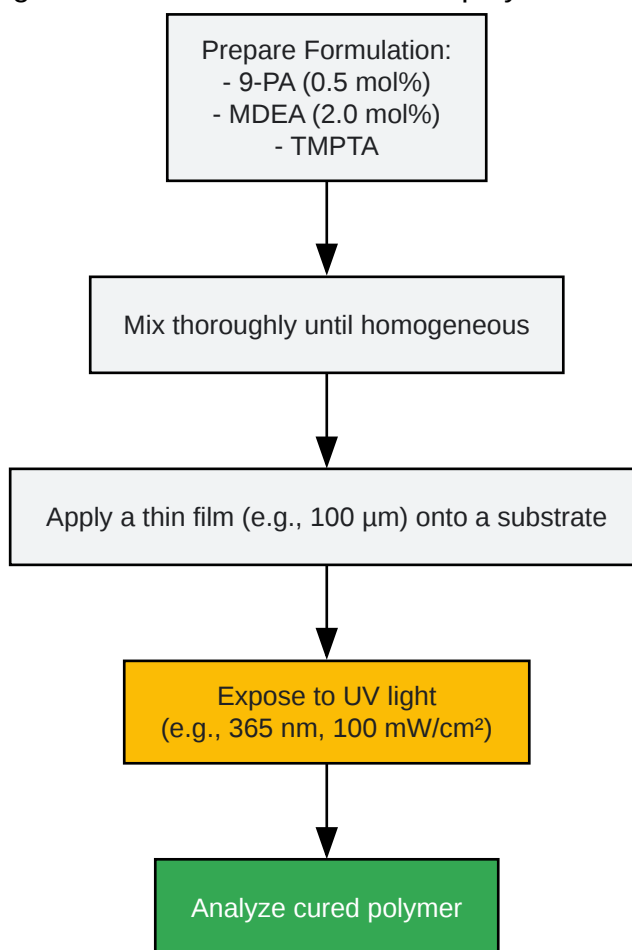 Prepare Formulation:
- 9-PA (0.5 mol%)
- MDEA (2.0 mol%)
- TMPTA
Mix thoroughly until homogeneous
Apply a thin film (e.g., 100 µm) onto a substrate
Expose to UV light
(e.g., 365 nm, 100 mW/cm²)
Analyze cured polymer